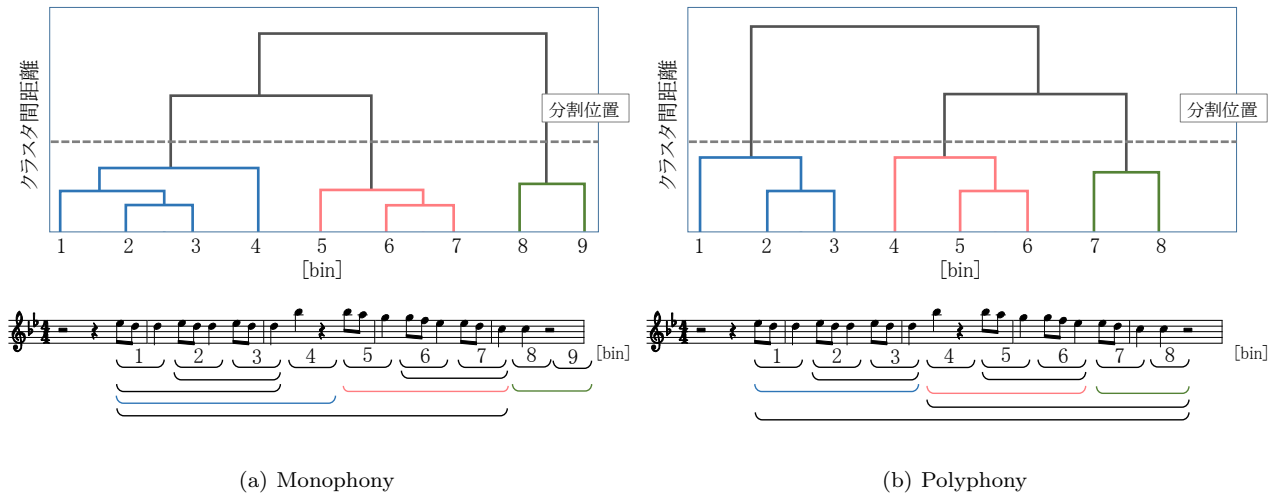 クラスタ間距離
分割位置
1 2 3 4 5 6 7 8 9
[bin]
1 2 3 4 5 6 7 8 9 [bin]
(a) Monophony
クラスタ間距離
分割位置
1 2 3 4 5 6 7 8
[bin]
1 2 3 4 5 6 7 8 [bin]
(b) Polyphony